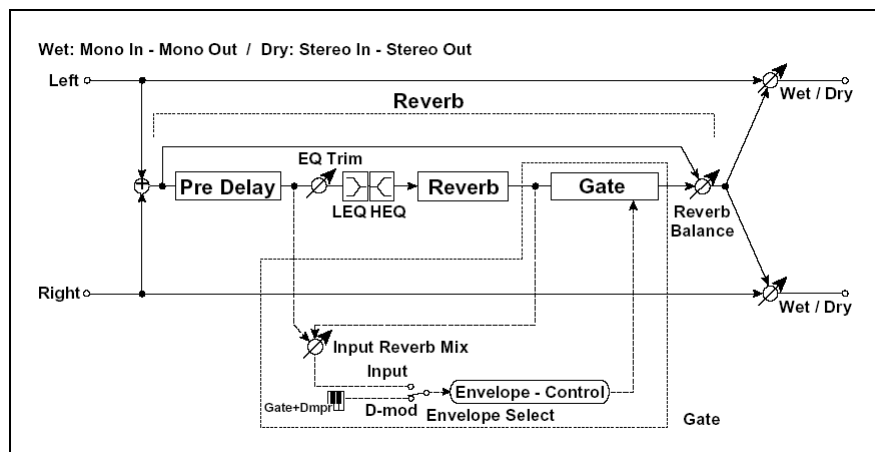 Wet: Mono In - Mono Out / Dry: Stereo In - Stereo Out
Left
Wet / Dry
Reverb
EQ Trim
Pre Delay
LEQ HEQ
Reverb
Gate
Reverb
Balance
Right
Wet / Dry
Input Reverb Mix
Input
Envelope - Control
Gate+Dmpr
D-mod
Envelope Select
Gate